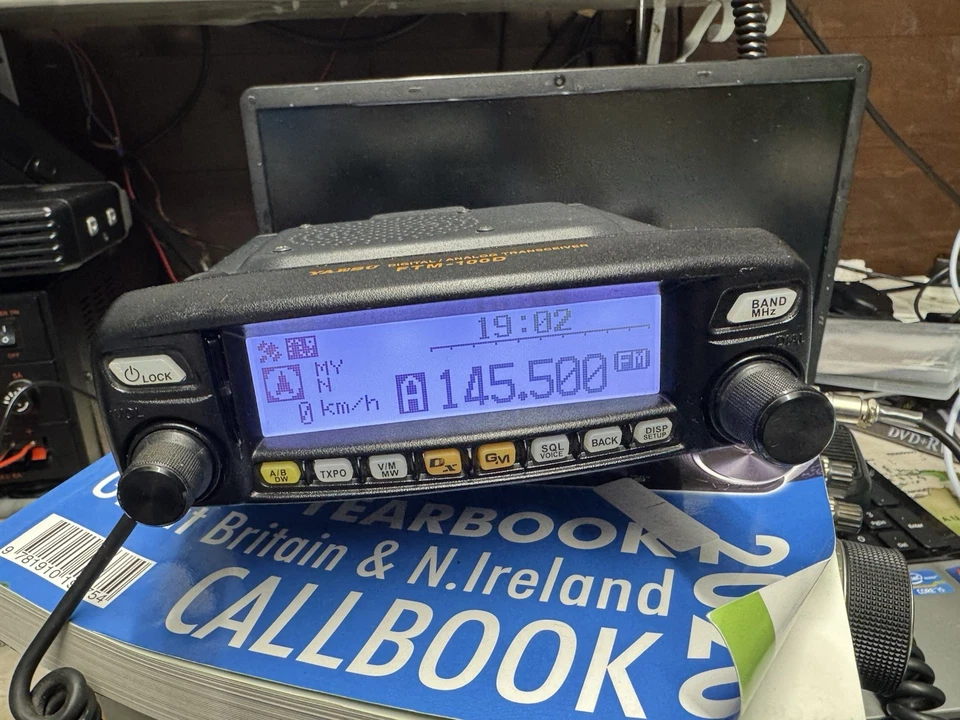 YAESU DIGITAL/ANALOG TRANSCEIVER
FTM-100D
BAND
MHz
LOCK
19:02
MY
N
0 km/h
A 145.500 FM
A/B
DW
TXPO
V/M
MW
DX
GM
SQL
VOICE
BACK
DISP
SETUP
DVD+R
YEARBOOK
Britain & N.Ireland
CALLBOOK